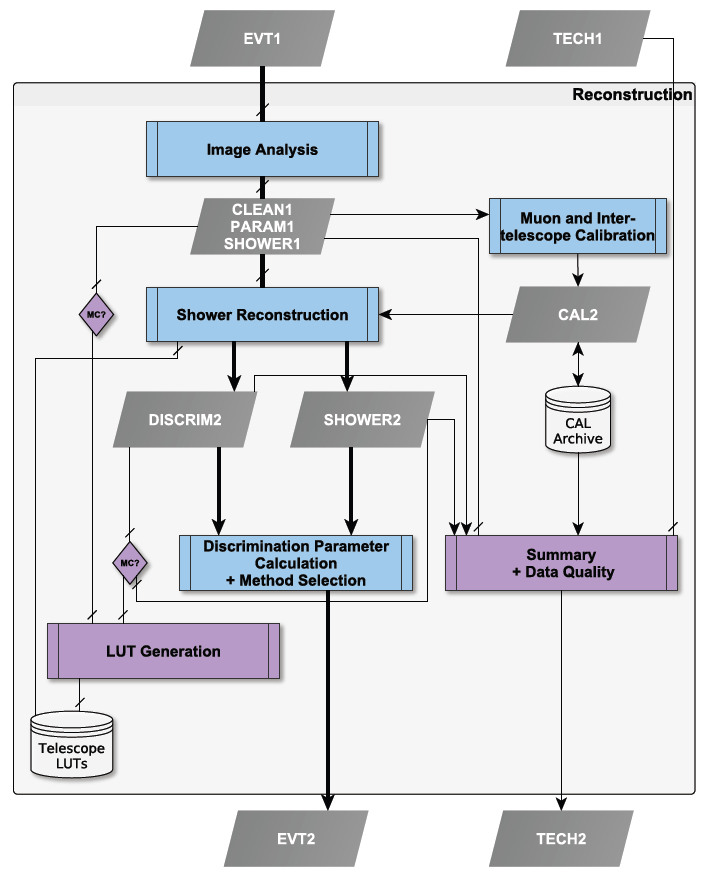 EVT1
TECH1
Reconstruction
Image Analysis
CLEAN1
PARAM1
SHOWER1
Muon and Inter-
telescope Calibration
MC?
Shower Reconstruction
CAL2
DISCRIM2
SHOWER2
CAL
Archive
MC?
Discrimination Parameter
Calculation
+ Method Selection
Summary
+ Data Quality
LUT Generation
Telescope
LUTs
EVT2
TECH2